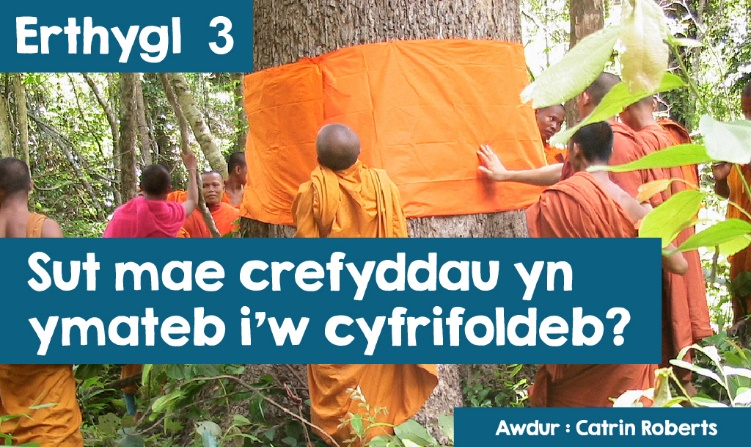 Erthygl 3
Sut mae crefyddau yn
ymateb i'w cyfrifoldeb?
Awdur : Catrin Roberts